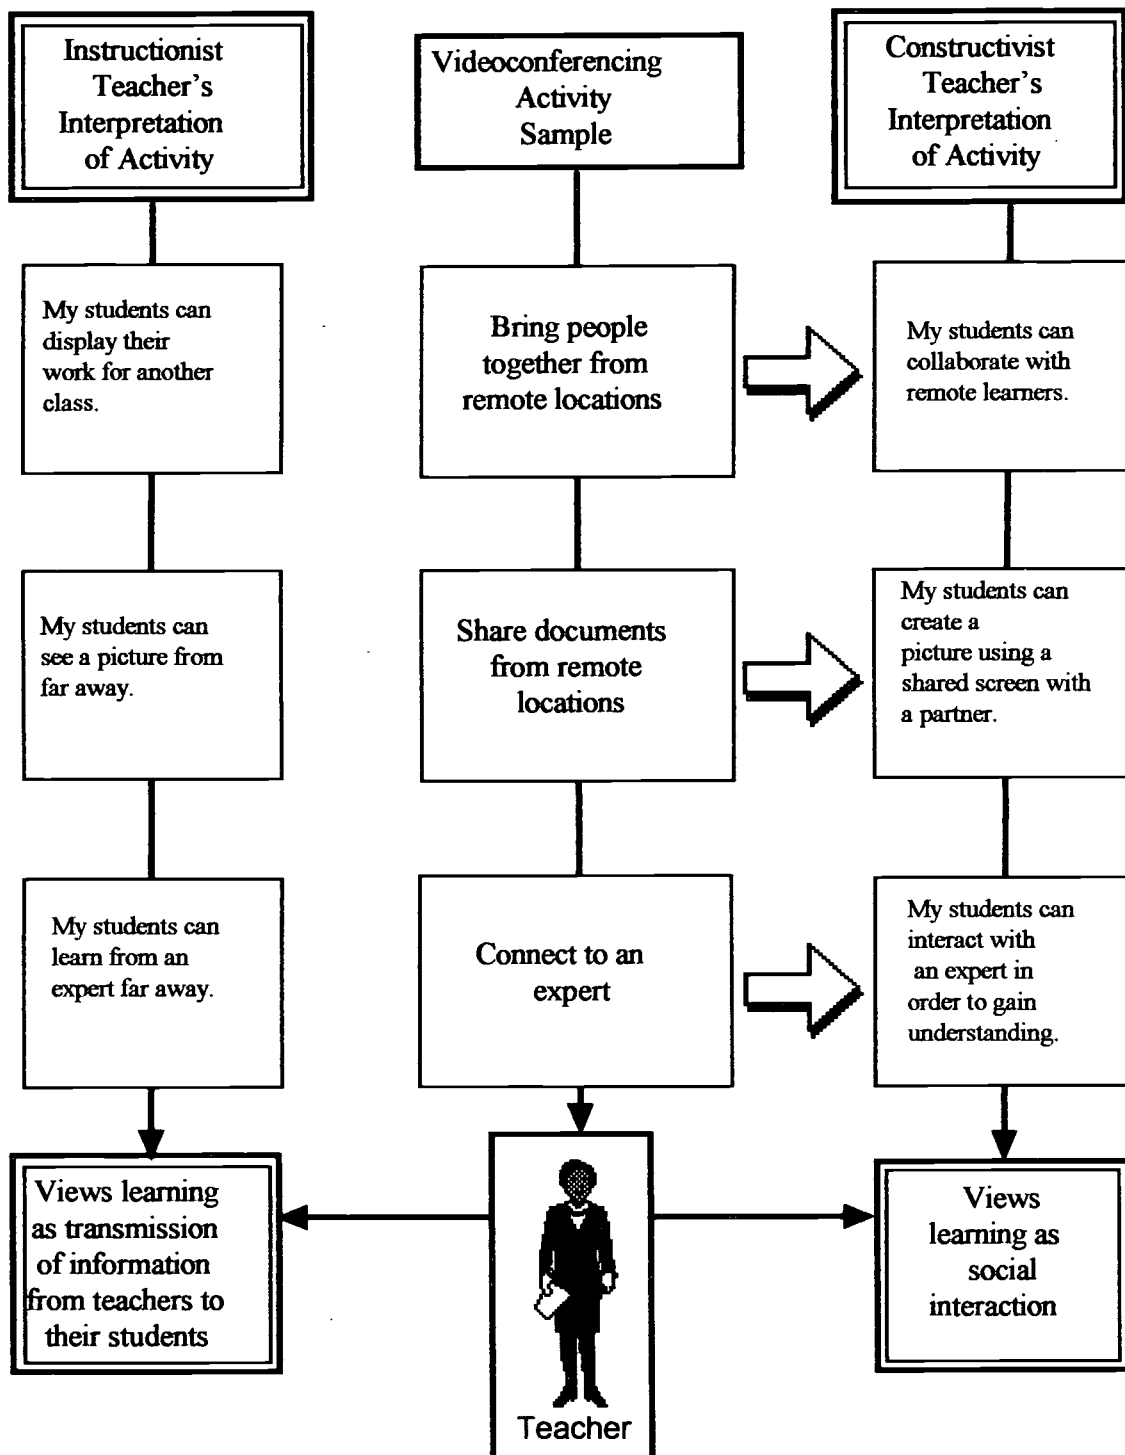 Instructionist
Teacher's
Interpretation
of Activity
Videoconferencing
Activity
Sample
Constructivist
Teacher's
Interpretation
of Activity
My students can
display their
work for another
class.
Bring people
together from
remote locations
My students can
collaborate with
remote learners.
My students can
see a picture from
far away.
Share documents
from remote
locations
My students can
create a
picture using a
shared screen with
a partner.
My students can
learn from an
expert far away.
Connect to an
expert
My students can
interact with
an expert in
order to gain
understanding.
Views learning
as transmission
of information
from teachers to
their students
Teacher
Views
learning as
social
interaction